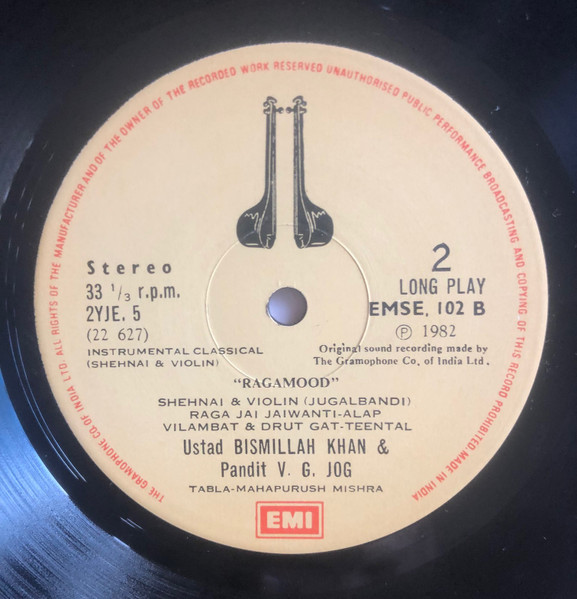 THE GRAMOPHONE CO OF INDIA LTD. ALL RIGHTS OF THE MANUFACTURER AND OF THE OWNER OF THE RECORDED WORK RESERVED UNAUTHORISED PUBLIC PERFORMANCE BROADCASTING AND COPYING OF THIS RECORD PROHIBITED MADE IN INDIA
Stereo
33 1/3 r.p.m.
2YJE. 5
(22 627)
INSTRUMENTAL CLASSICAL
(SHEHNAI & VIOLIN)
2
LONG PLAY
EMSE. 102 B
Ⓟ 1982
Original sound recording made by
The Gramophone Co. of India Ltd.
"RAGAMOOD"
SHEHNAI & VIOLIN (JUGALBANDI)
RAGA JAI JAIWANTI-ALAP
VILAMBAT & DRUT GAT-TEENTAL
Ustad BISMILLAH KHAN &
Pandit V. G. JOG
TABLA-MAHAPURUSH MISHRA
EMI